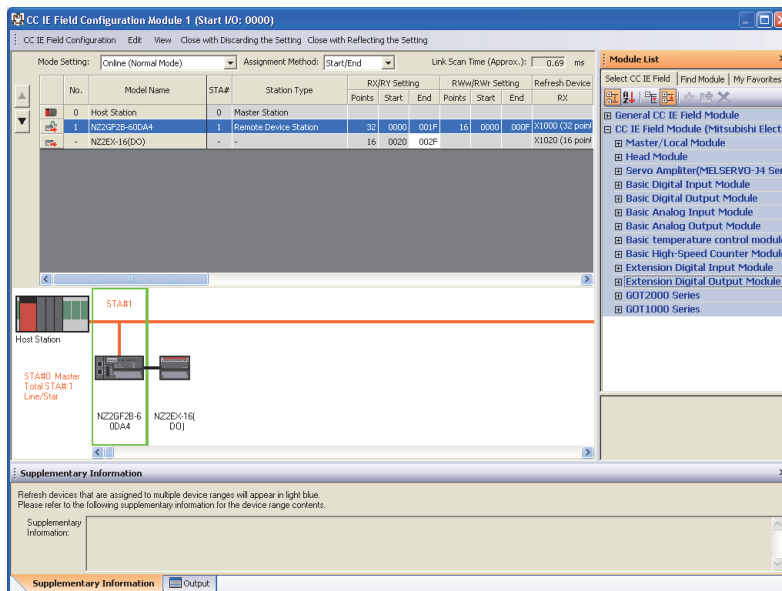 CC IE Field Configuration Module 1 (Start I/O: 0000)
CC IE Field Configuration Edit View Close with Discarding the Setting Close with Reflecting the Setting
Mode Setting: Online (Normal Mode) Assignment Method: Start/End Link Scan Time (Approx.): 0.69 ms
No. Model Name STA# Station Type RX/RY Setting RWw/RWr Setting Refresh Device
Points Start End Points Start End RX
0 Host Station 0 Master Station
1 NZ2GF2B-60DA4 1 Remote Device Station 32 0000 001F 16 0000 000F X1000 (32 poin
- NZ2EX-16(DO) - - 16 0020 002F X1020 (16 poin
Module List
Select CC IE Field Find Module My Favorites
General CC IE Field Module
CC IE Field Module (Mitsubishi Elect
Master/Local Module
Head Module
Servo Ampliter(MELSERVO-J4 Ser
Basic Digital Input Module
Basic Digital Output Module
Basic Analog Input Module
Basic Analog Output Module
Basic temperature control modul
Basic High-Speed Counter Modul
Extension Digital Input Module
Extension Digital Output Module
GOT2000 Series
GOT1000 Series
STA#1
Host Station
STA#0 Master
Total STA#:1
Line/Star
NZ2GF2B-6
0DA4
NZ2EX-16(
DO)
Supplementary Information
Refresh devices that are assigned to multiple device ranges will appear in light blue.
Please refer to the following supplementary information for the device range contents.
Supplementary
Information:
Supplementary Information Output